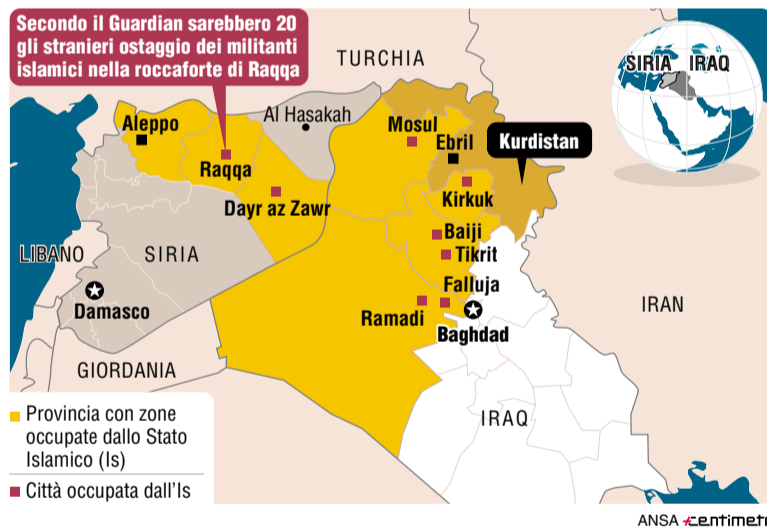 Secondo il Guardian sarebbero 20
gli stranieri ostaggio dei militanti
islamici nella roccaforte di Raqqa
TURCHIA
SIRIA
IRAQ
Aleppo
Al Hasakah
Mosul
Ebril
Kurdistan
Raqqa
Kirkuk
Dayr az Zawr
Baiji
LIBANO
SIRIA
Tikrit
Falluja
Damasco
Ramadi
IRAN
Baghdad
GIORDANIA
IRAQ
Provincia con zone
occupate dallo Stato
Islamico (Is)
Città occupata dall'Is
ANSA centimet